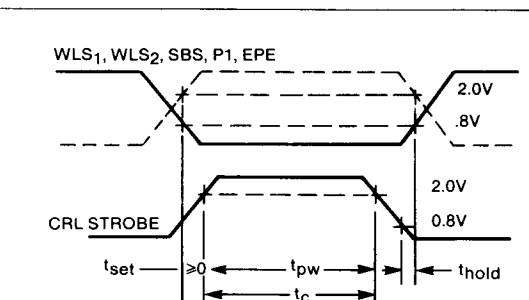 WLS1, WLS2, SBS, P1, EPE
2.0V
.8V
2.0V
CRL STROBE
0.8V
tset
≥0
tpw
thold
tc